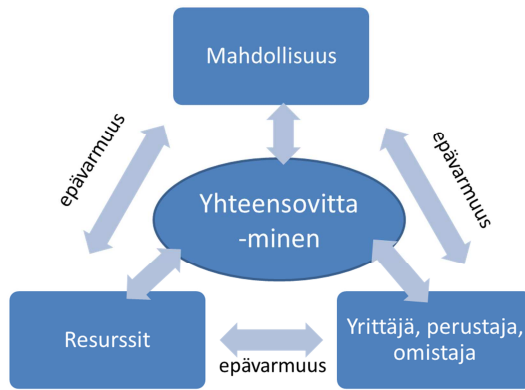 Mahdollisuus
epävarmuus
epävarmuus
Yhteensovitta
-minen
Resurssit
epävarmuus
Yrittäjä, perustaja,
omistaja